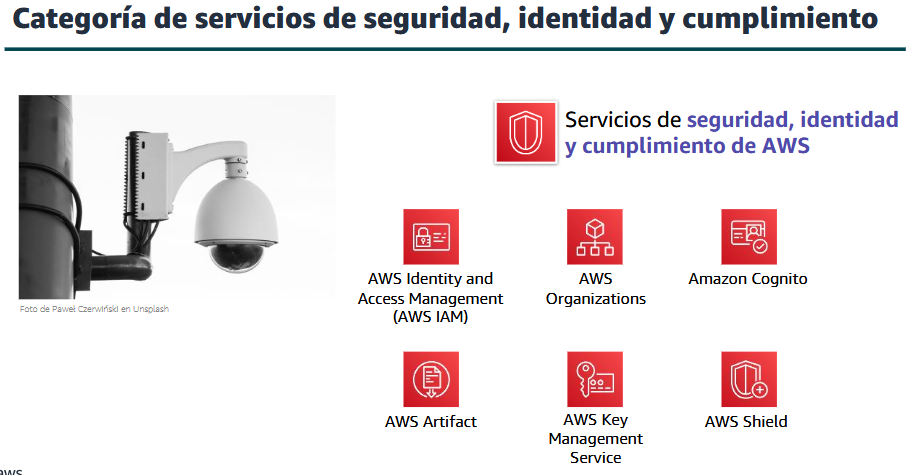 Categoría de servicios de seguridad, identidad y cumplimiento
Servicios de seguridad, identidad
y cumplimiento de AWS
Foto de Paweł Czerwiński en Unsplash
AWS Identity and
Access Management
(AWS IAM)
AWS
Organizations
Amazon Cognito
AWS Artifact
AWS Key
Management
Service
AWS Shield
aws